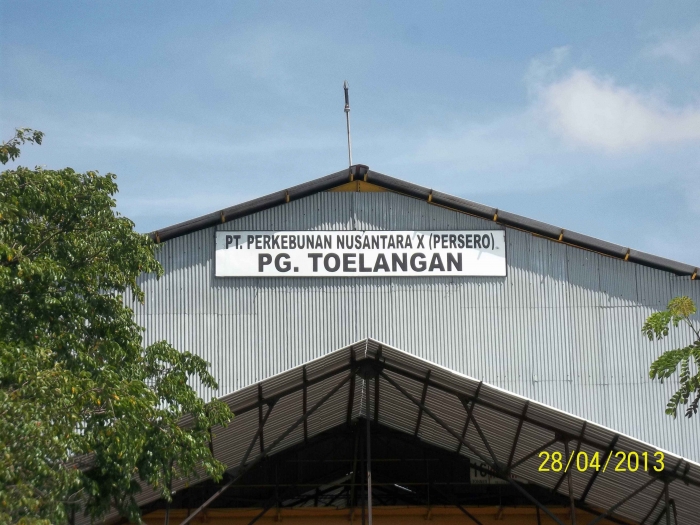 PT. PERKEBUNAN NUSANTARA X (PERSERO)
PG. TOELANGAN
28/04/2013